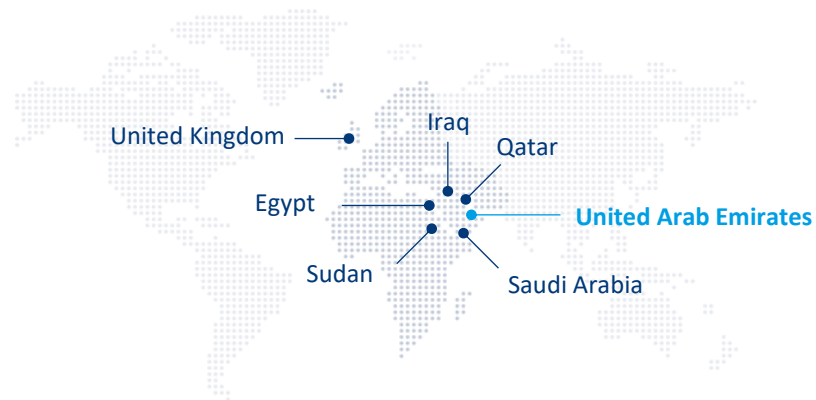 Iraq
United Kingdom
Qatar
Egypt
United Arab Emirates
Sudan
Saudi Arabia